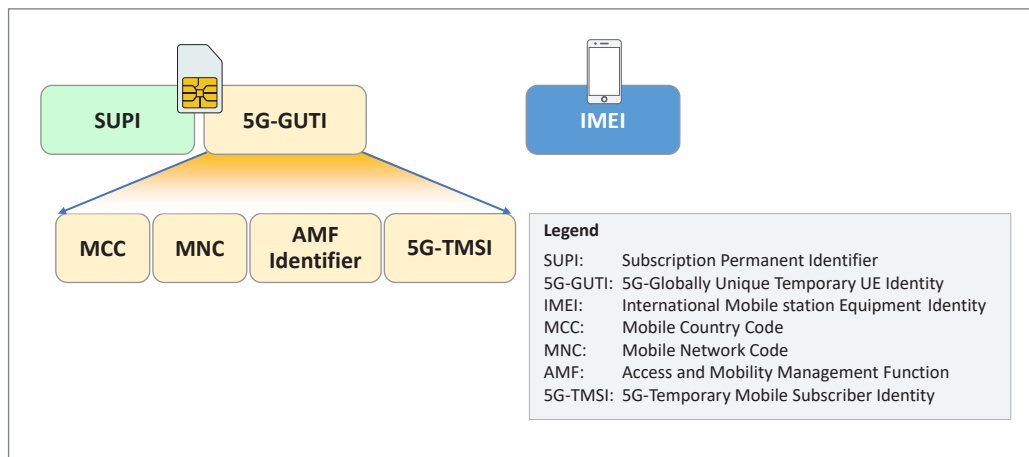 SUPI
5G-GUTI
IMEI
MCC
MNC
AMF
Identifier
5G-TMSI
Legend
SUPI: Subscription Permanent Identifier
5G-GUTI: 5G-Globally Unique Temporary UE Identity
IMEI: International Mobile station Equipment Identity
MCC: Mobile Country Code
MNC: Mobile Network Code
AMF: Access and Mobility Management Function
5G-TMSI: 5G-Temporary Mobile Subscriber Identity